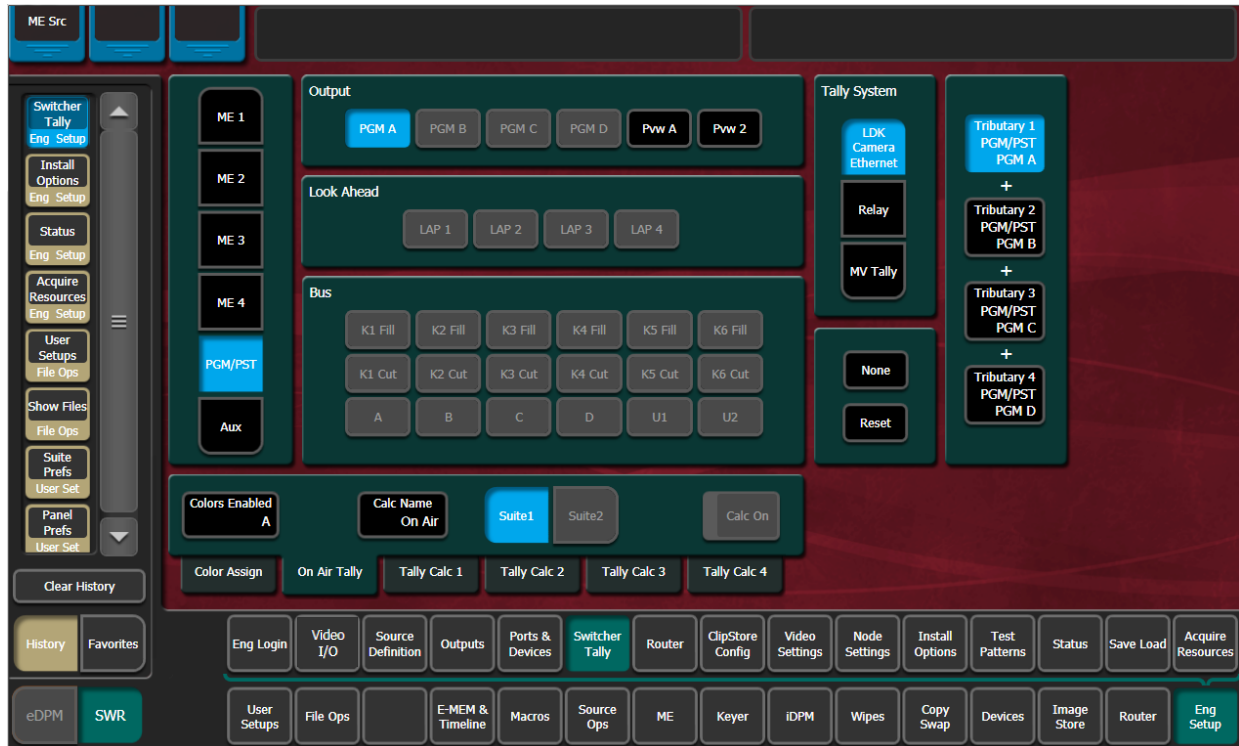 ME Src
Switcher
Tally
Eng Setup
Install
Options
Eng Setup
Status
Eng Setup
Acquire
Resources
Eng Setup
User
Setups
File Ops
Show Files
File Ops
Suite
Prefs
User Set
Panel
Prefs
User Set
Clear History
History
Favorites
eDPM
SWR
ME 1
ME 2
ME 3
ME 4
PGM/PST
Aux
Output
PGM A
PGM B
PGM C
PGM D
Pvw A
Pvw 2
Look Ahead
LAP 1
LAP 2
LAP 3
LAP 4
Bus
K1 Fill
K2 Fill
K3 Fill
K4 Fill
K5 Fill
K6 Fill
K1 Cut
K2 Cut
K3 Cut
K4 Cut
K5 Cut
K6 Cut
A
B
C
D
U1
U2
Tally System
LDK
Camera
Ethernet
Relay
MV Tally
None
Reset
Tributary 1
PGM/PST
PGM A
+
Tributary 2
PGM/PST
PGM B
+
Tributary 3
PGM/PST
PGM C
+
Tributary 4
PGM/PST
PGM D
Colors Enabled
A
Calc Name
On Air
Suite1
Suite2
Calc On
Color Assign
On Air Tally
Tally Calc 1
Tally Calc 2
Tally Calc 3
Tally Calc 4
Eng Login
Video
I/O
Source
Definition
Outputs
Ports &
Devices
Switcher
Tally
Router
ClipStore
Config
Video
Settings
Node
Settings
Install
Options
Test
Patterns
Status
Save Load
Acquire
Resources
User
Setups
File Ops
E-MEM &
Timeline
Macros
Source
Ops
ME
Keyer
iDPM
Wipes
Copy
Swap
Devices
Image
Store
Router
Eng
Setup